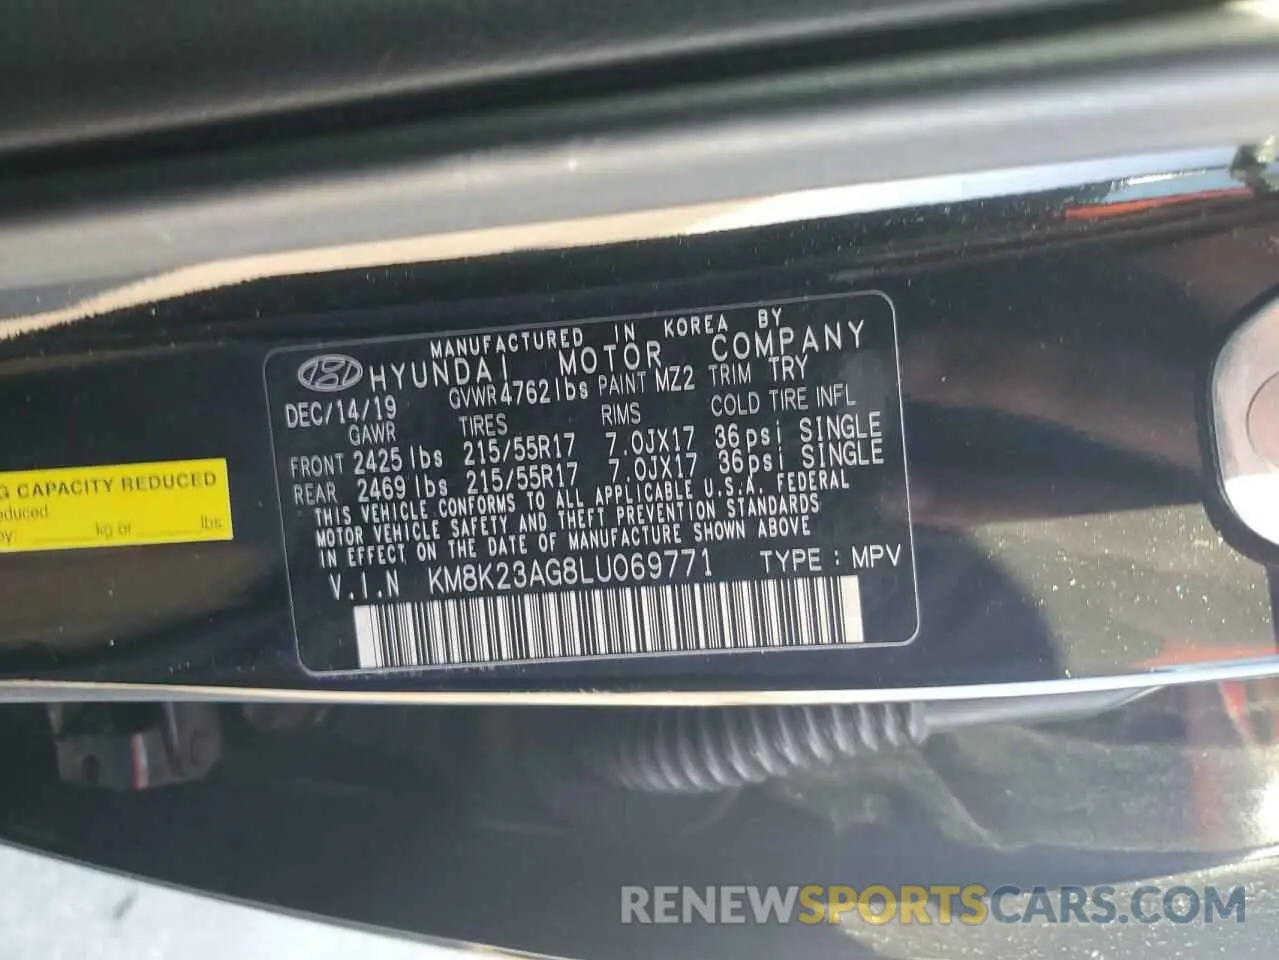 MANUFACTURED IN KOREA BY
HYUNDAI MOTOR COMPANY
DEC/14/19 GVWR 4762 lbs PAINT MZ2 TRIM TRY
GAWR TIRES RIMS COLD TIRE INFL
FRONT 2425 lbs 215/55R17 7.0JX17 36psi SINGLE
REAR 2469 lbs 215/55R17 7.0JX17 36psi SINGLE
THIS VEHICLE CONFORMS TO ALL APPLICABLE U.S.A. FEDERAL
MOTOR VEHICLE SAFETY AND THEFT PREVENTION STANDARDS
IN EFFECT ON THE DATE OF MANUFACTURE SHOWN ABOVE
V.I.N KM8K23AG8LU069771 TYPE : MPV
G CAPACITY REDUCED
educed
by: kg or lbs
RENEWSPORTSCARS.COM